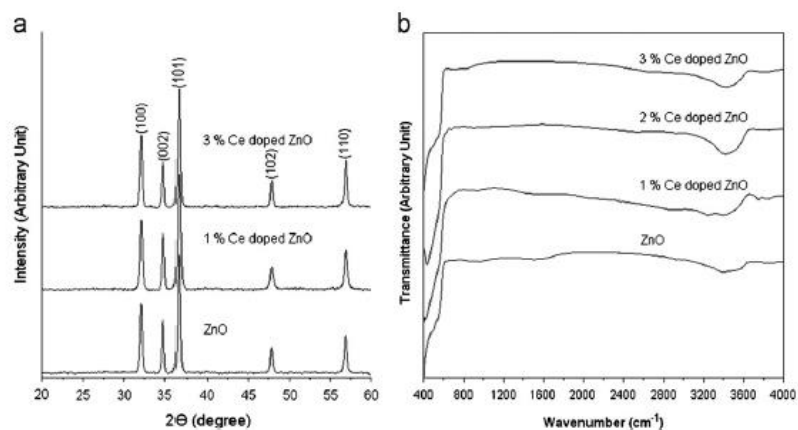 a
Intensity (Arbitrary Unit)
(100)
(002)
(101)
(102)
(110)
3 % Ce doped ZnO
1 % Ce doped ZnO
ZnO
20 25 30 35 40 45 50 55 60
2Θ (degree)
b
Transmittance (Arbitrary Unit)
3 % Ce doped ZnO
2 % Ce doped ZnO
1 % Ce doped ZnO
ZnO
400 800 1200 1600 2000 2400 2800 3200 3600 4000
Wavenumber (cm⁻¹)